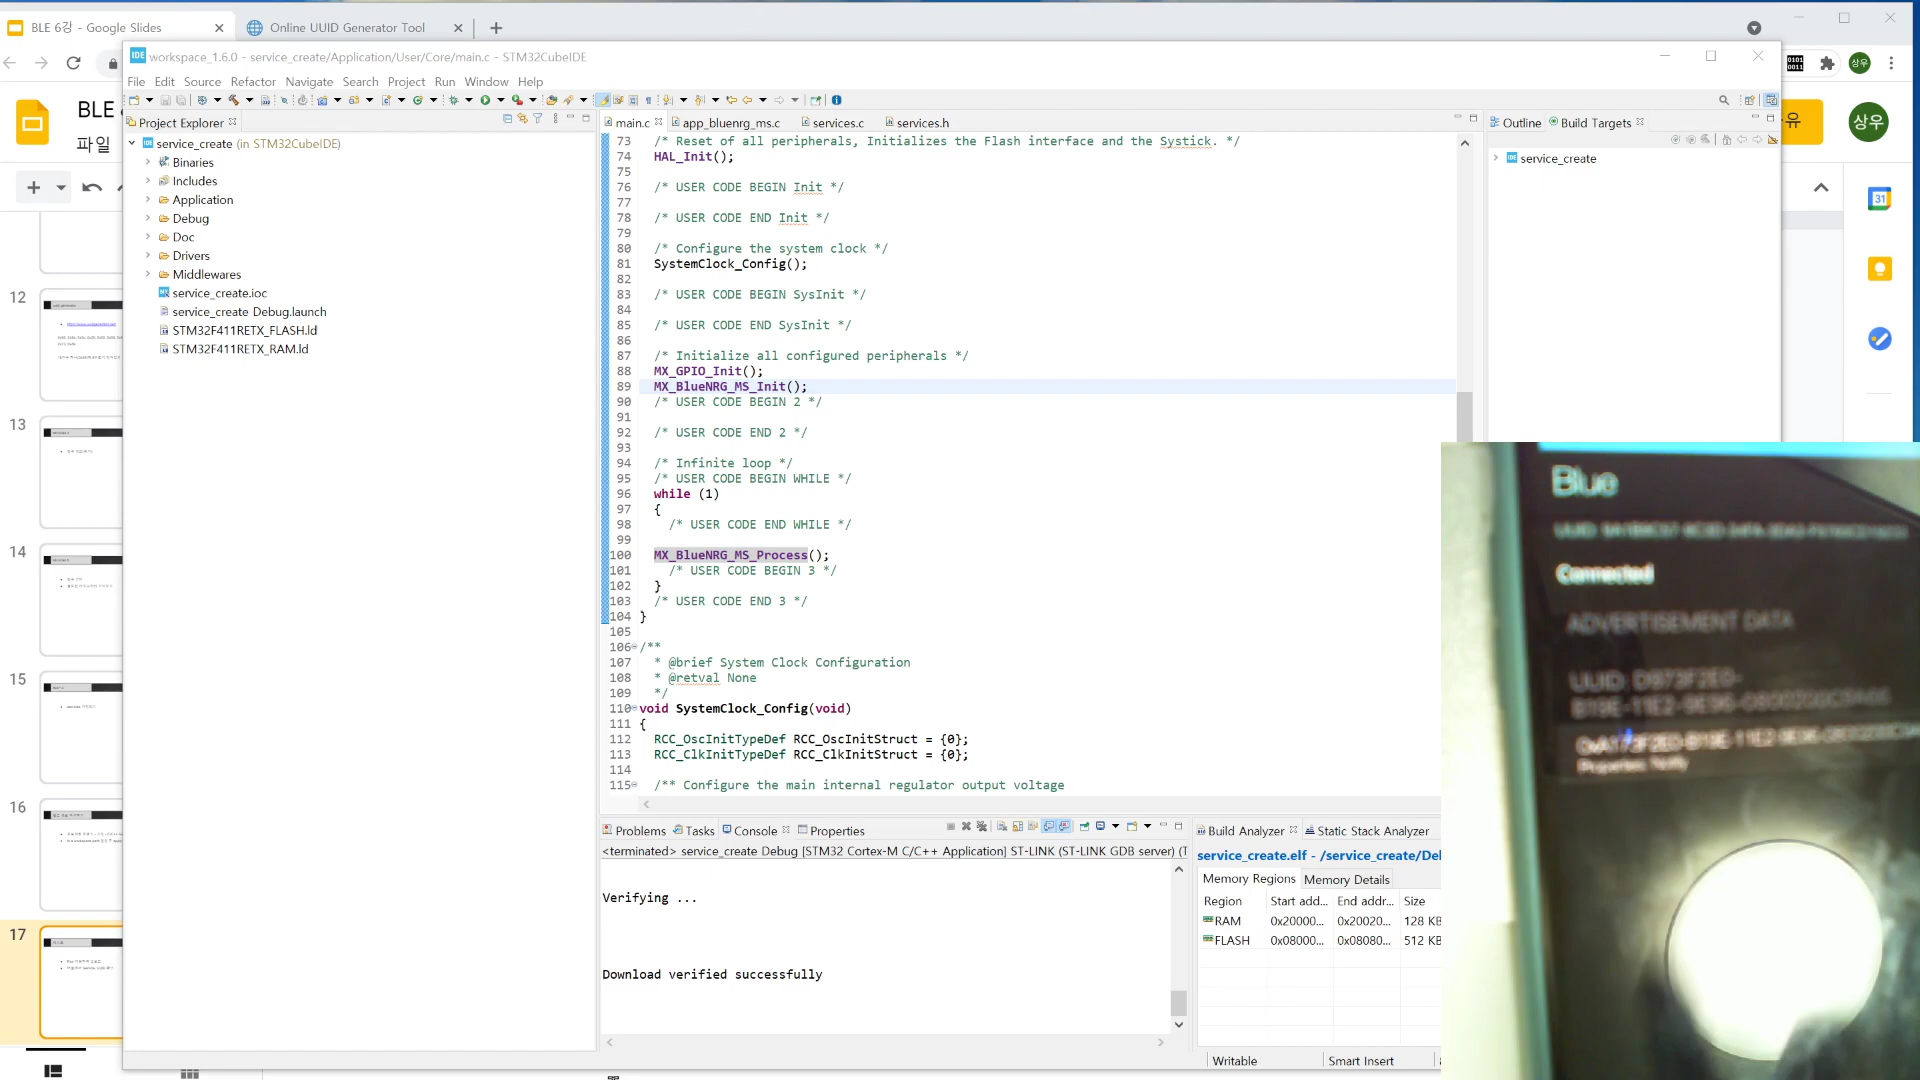 BLE 6강 - Google Slides
Online UUID Generator Tool
workspace_1.6.0 - service_create/Application/User/Core/main.c - STM32CubeIDE
File Edit Source Refactor Navigate Search Project Run Window Help
BLE
파일
상우
상우
Project Explorer
service_create (in STM32CubeIDE)
Binaries
Includes
Application
Debug
Doc
Drivers
Middlewares
service_create.ioc
service_create Debug.launch
STM32F411RETX_FLASH.ld
STM32F411RETX_RAM.ld
12
13
14
15
16
17
main.c app_bluenrg_ms.c services.c services.h
73 /* Reset of all peripherals, Initializes the Flash interface and the Systick. */
74 HAL_Init();
75
76 /* USER CODE BEGIN Init */
77
78 /* USER CODE END Init */
79
80 /* Configure the system clock */
81 SystemClock_Config();
82
83 /* USER CODE BEGIN SysInit */
84
85 /* USER CODE END SysInit */
86
87 /* Initialize all configured peripherals */
88 MX_GPIO_Init();
89 MX_BlueNRG_MS_Init();
90 /* USER CODE BEGIN 2 */
91
92 /* USER CODE END 2 */
93
94 /* Infinite loop */
95 /* USER CODE BEGIN WHILE */
96 while (1)
97 {
98 /* USER CODE END WHILE */
99
100 MX_BlueNRG_MS_Process();
101 /* USER CODE BEGIN 3 */
102 }
103 /* USER CODE END 3 */
104 }
105
106 /**
107 * @brief System Clock Configuration
108 * @retval None
109 */
110 void SystemClock_Config(void)
111 {
112 RCC_OscInitTypeDef RCC_OscInitStruct = {0};
113 RCC_ClkInitTypeDef RCC_ClkInitStruct = {0};
114
115 /** Configure the main internal regulator output voltage
Outline Build Targets
service_create
31
Problems Tasks Console Properties
<terminated> service_create Debug [STM32 Cortex-M C/C++ Application] ST-LINK (ST-LINK GDB server) (T
Verifying ...
Download verified successfully
Build Analyzer Static Stack Analyzer
service_create.elf - /service_create/De
Memory Regions Memory Details
Region Start add... End addr... Size
RAM 0x20000... 0x20020... 128 KB
FLASH 0x08000... 0x08080... 512 KB
Writable Smart Insert
Blue
Connected
ADVERTISEMENT DATA
UUID: D973F2E0-
B19E-11E2-9E96-0800200C9A66
Properties: Notify